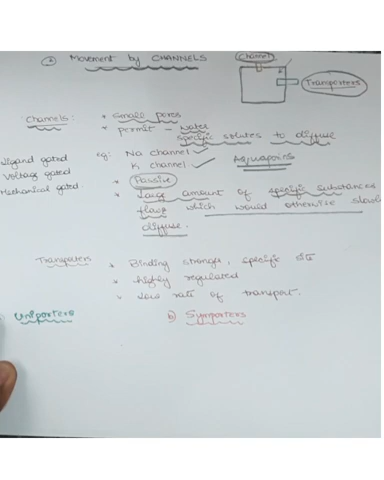 Movement by CHANNELS
Channel
Transporters
Channels :
* small pores
* permit - water
specific solutes to diffuse
eg: Na channel
K channel
Aquaporins
Ligand gated
Voltage gated
Mechanical gated
* Passive
* large amount of specific substances
flow which would otherwise slowly
diffuse.
Transporters
* Binding stronger, specific site
* highly regulated
* slow rate of transport.
Uniporters
b) Symporters